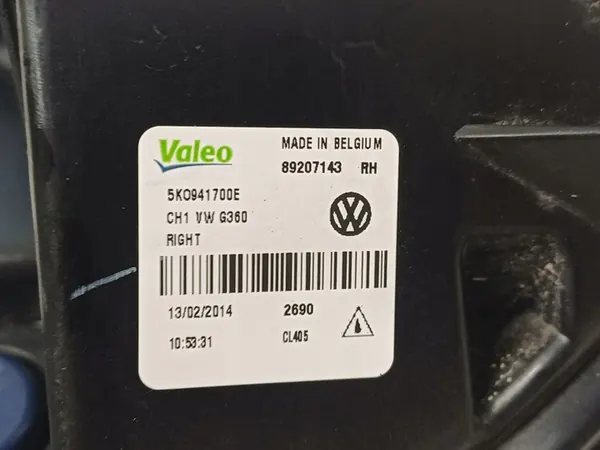 Valeo
MADE IN BELGIUM
89207143 RH
5K0941700E
CH1 VW G360
RIGHT
13/02/2014 2690
10:53:31 CL405